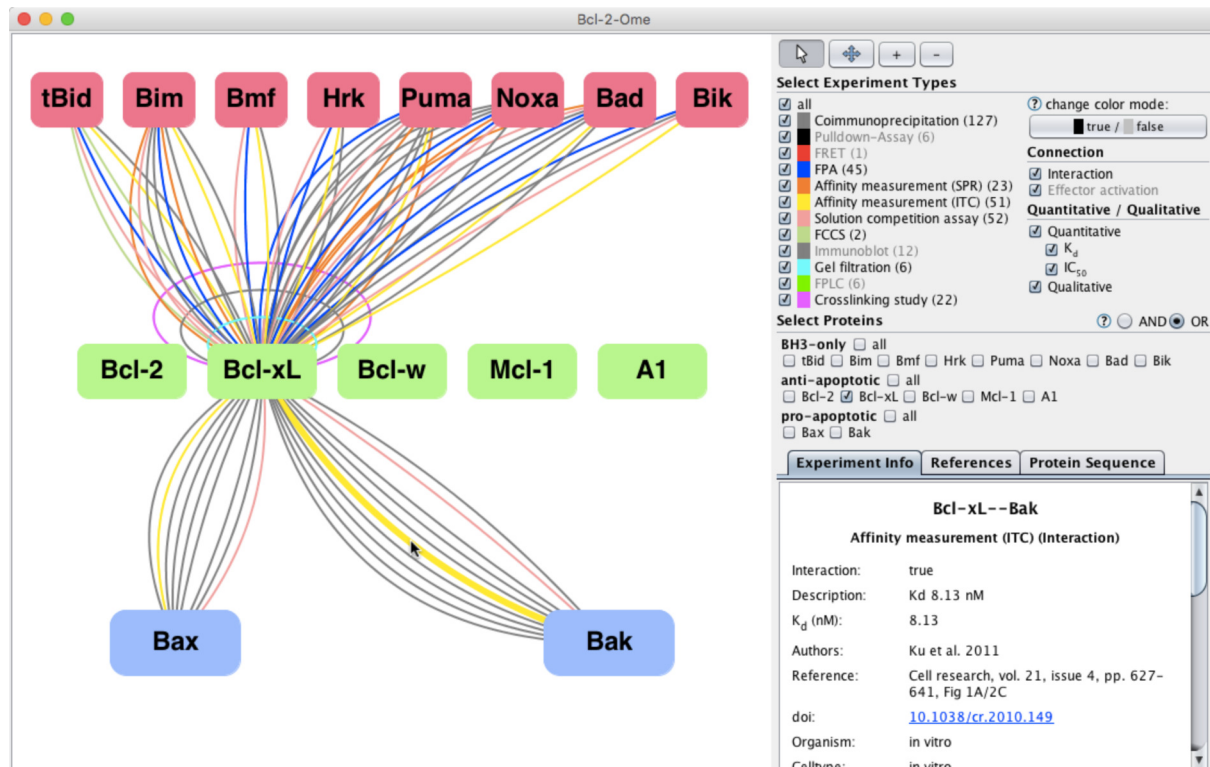 Bcl-2-Ome
tBid Bim Bmf Hrk Puma Noxa Bad Bik
Bcl-2 Bcl-xL Bcl-w Mcl-1 A1
Bax Bak
+ -
Select Experiment Types
all
Coimmunoprecipitation (127)
Pulldown-Assay (6)
FRET (1)
FPA (45)
Affinity measurement (SPR) (23)
Affinity measurement (ITC) (51)
Solution competition assay (52)
FCCS (2)
Immunoblot (12)
Gel filtration (6)
FPLC (6)
Crosslinking study (22)
? change color mode:
true / false
Connection
Interaction
Effector activation
Quantitative / Qualitative
Quantitative
Kd
IC50
Qualitative
Select Proteins ? AND OR
BH3-only all
tBid Bim Bmf Hrk Puma Noxa Bad Bik
anti-apoptotic all
Bcl-2 Bcl-xL Bcl-w Mcl-1 A1
pro-apoptotic all
Bax Bak
Experiment Info References Protein Sequence
Bcl-xL--Bak
Affinity measurement (ITC) (Interaction)
Interaction: true
Description: Kd 8.13 nM
Kd (nM): 8.13
Authors: Ku et al. 2011
Reference: Cell research, vol. 21, issue 4, pp. 627-
641, Fig 1A/2C
doi: 10.1038/cr.2010.149
Organism: in vitro
Celltype: in vitro